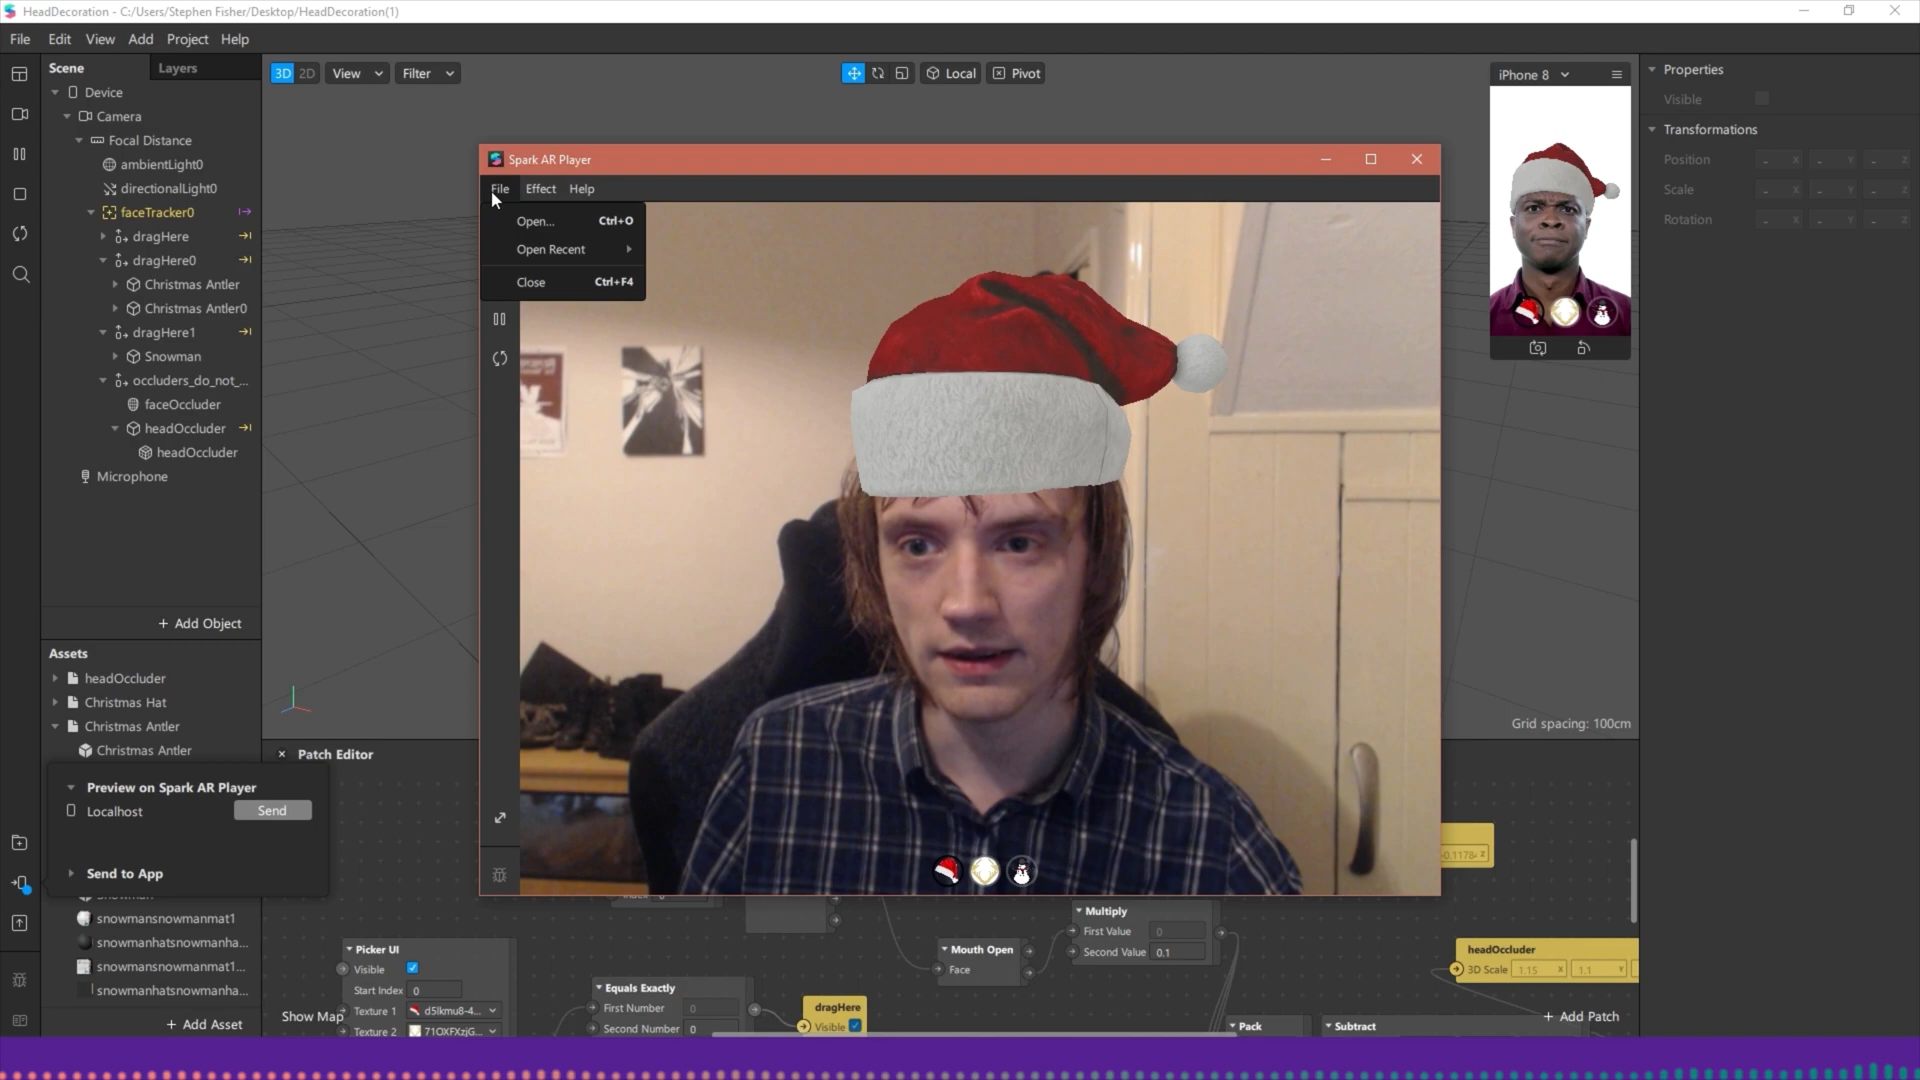 HeadDecoration - C:/Users/Stephen Fisher/Desktop/HeadDecoration(1)
File Edit View Add Project Help
Scene Layers
Device
Camera
Focal Distance
ambientLight0
directionalLight0
faceTracker0
dragHere
dragHere0
Christmas Antler
Christmas Antler0
dragHere1
Snowman
occluders_do_not_...
faceOccluder
headOccluder
headOccluder
Microphone
+ Add Object
Assets
headOccluder
Christmas Hat
Christmas Antler
Christmas Antler
Preview on Spark AR Player
Localhost Send
Send to App
snowmansnowmanmat1
snowmanhatsnowmanha...
snowmansnowmanmat1...
snowmanhatsnowmanha...
+ Add Asset
3D 2D View Filter
Local Pivot
Spark AR Player
File Effect Help
Open... Ctrl+O
Open Recent
Close Ctrl+F4
iPhone 8
Grid spacing: 100cm
Properties
Visible
Transformations
Position - X - Y - Z
Scale - X - Y - Z
Rotation - X - Y - Z
Patch Editor
Picker UI
Visible
Start Index 0
Texture 1 d5lkmu8-4...
Texture 2 71OXFXzjG...
Show Map
Equals Exactly
First Number 0
Second Number 0
dragHere
Visible
Mouth Open
Face
Multiply
First Value 0
Second Value 0.1
Pack
Subtract
headOccluder
3D Scale 1.15 X 1.1 Y
+ Add Patch